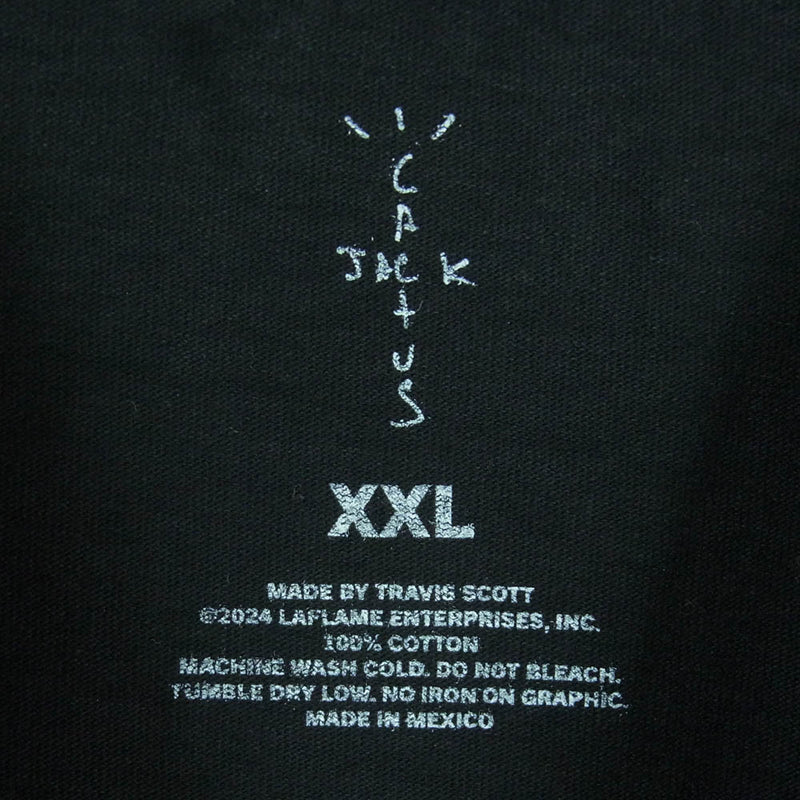 CACTUS
JACK
XXL
MADE BY TRAVIS SCOTT
©2024 LAFLAME ENTERPRISES, INC.
100% COTTON
MACHINE WASH COLD. DO NOT BLEACH.
TUMBLE DRY LOW. NO IRON ON GRAPHIC.
MADE IN MEXICO